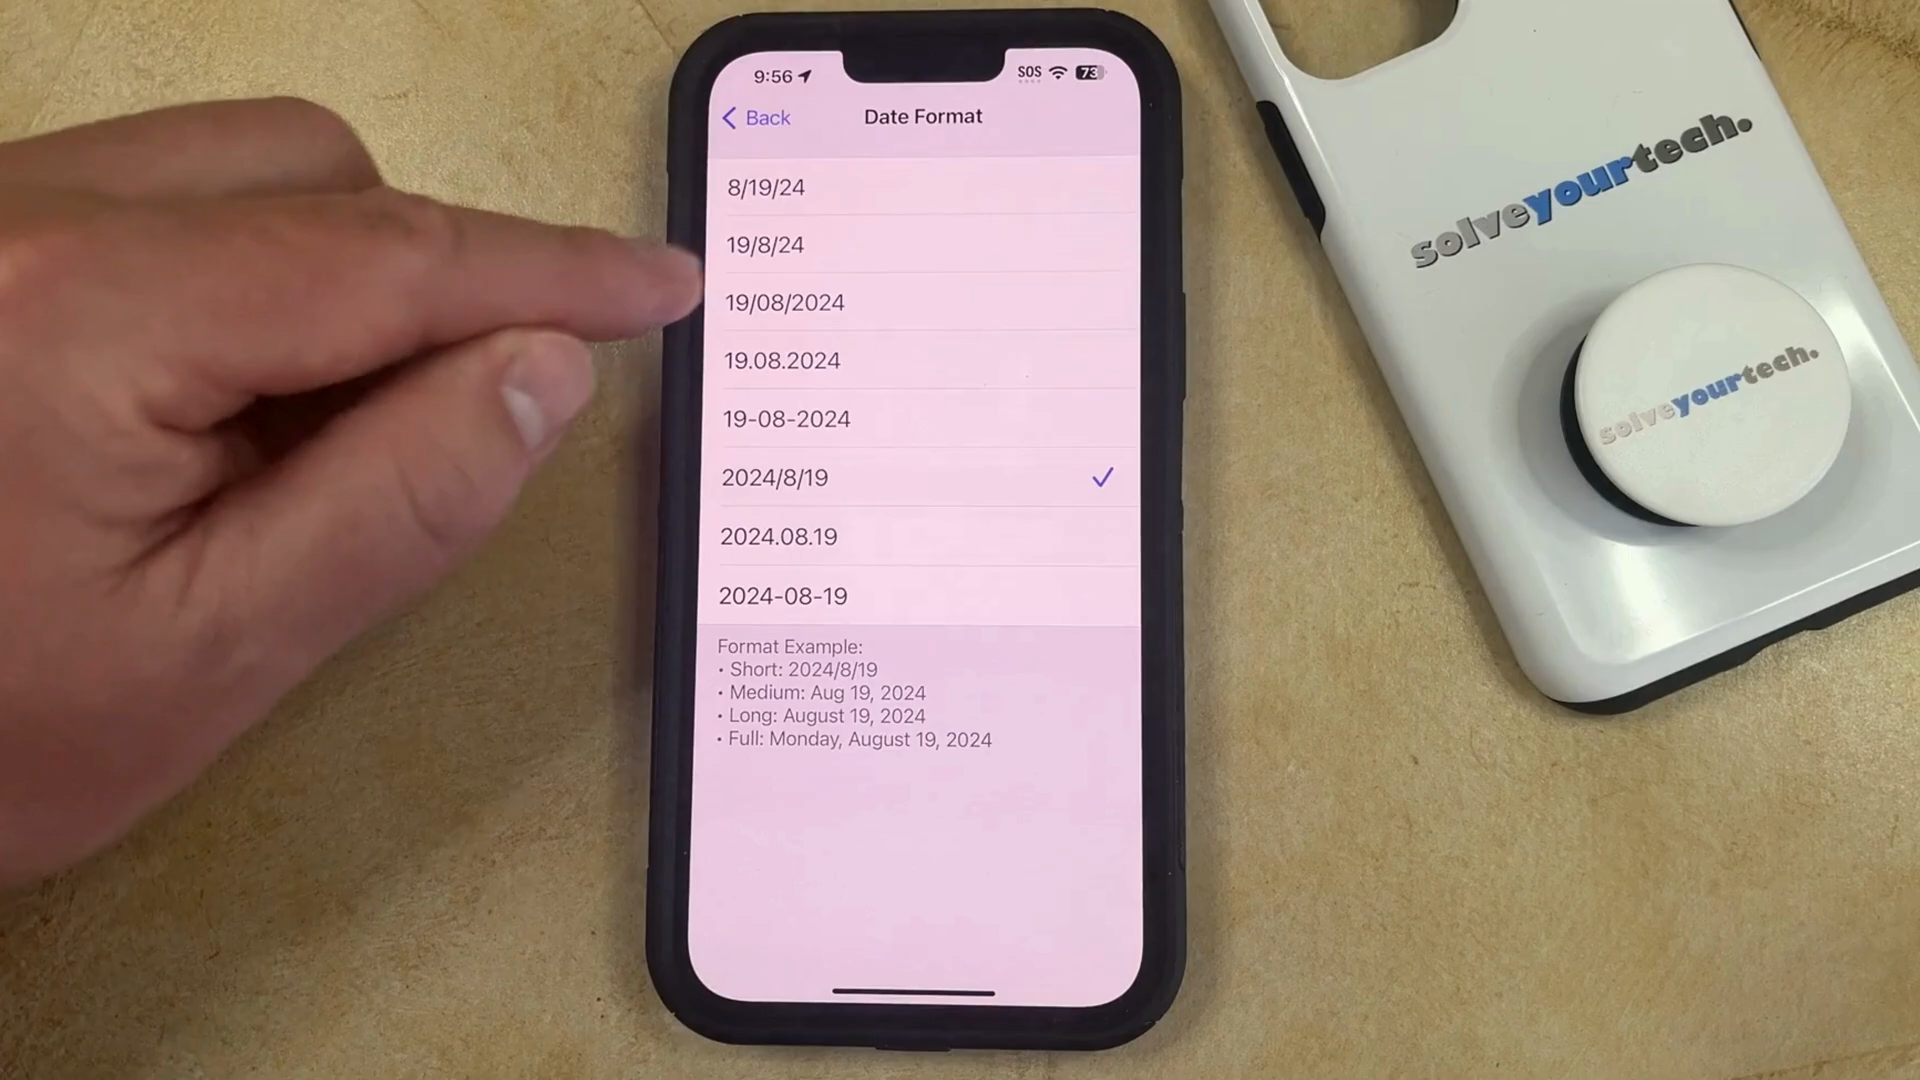 9:56
SOS
73
Back
Date Format
8/19/24
19/8/24
19/08/2024
19.08.2024
19-08-2024
2024/8/19
2024.08.19
2024-08-19
Format Example:
• Short: 2024/8/19
• Medium: Aug 19, 2024
• Long: August 19, 2024
• Full: Monday, August 19, 2024
solveyourtech.
solveyourtech.